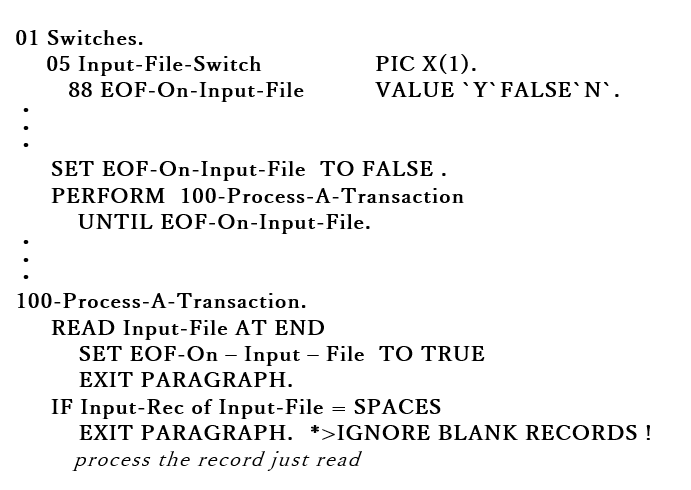 01 Switches.
05 Input-File-Switch PIC X(1).
88 EOF-On-Input-File VALUE `Y`FALSE`N`.
.
.
.
SET EOF-On-Input-File TO FALSE .
PERFORM 100-Process-A-Transaction
UNTIL EOF-On-Input-File.
.
.
.
100-Process-A-Transaction.
READ Input-File AT END
SET EOF-On – Input – File TO TRUE
EXIT PARAGRAPH.
IF Input-Rec of Input-File = SPACES
EXIT PARAGRAPH. *>IGNORE BLANK RECORDS !
process the record just read